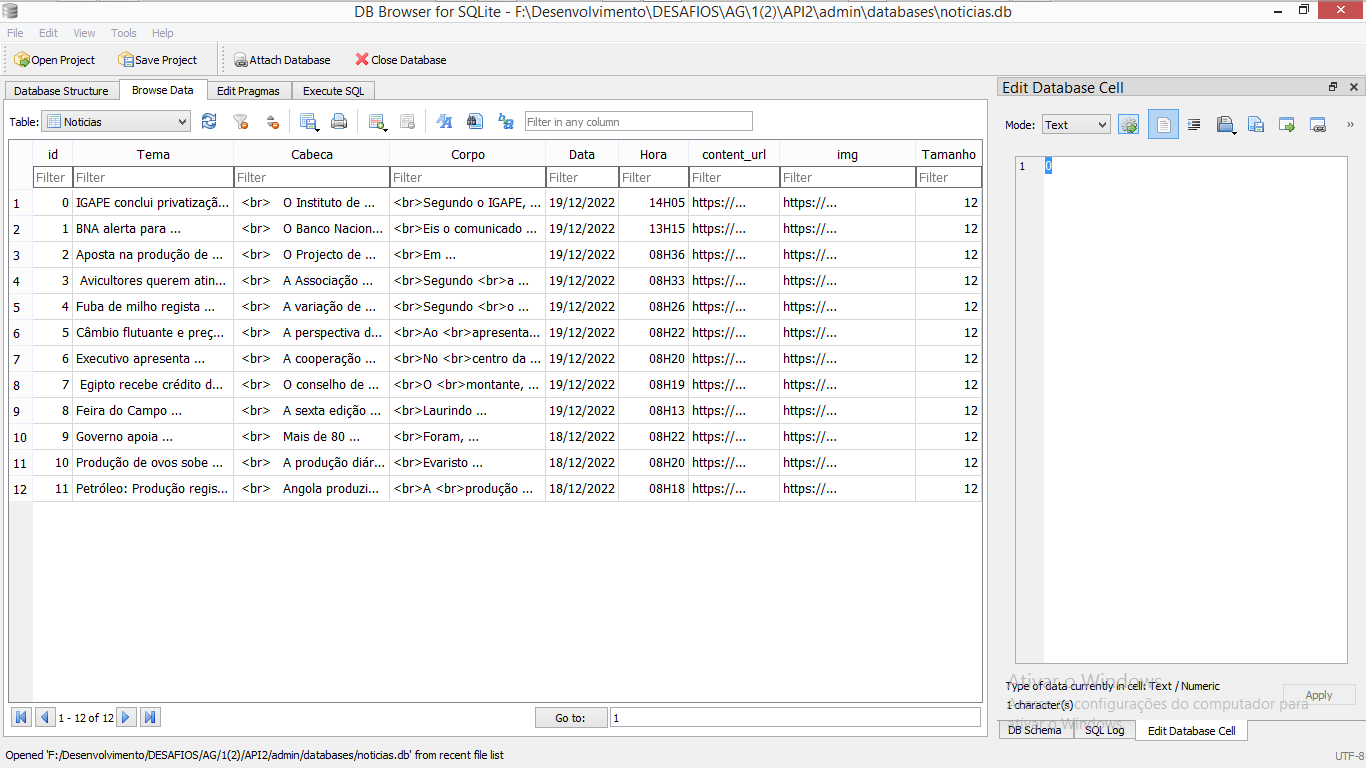 DB Browser for SQLite - F:\Desenvolvimento\DESAFIOS\AG\1(2)\API2\admin\databases\noticias.db
File Edit View Tools Help
Open Project Save Project Attach Database Close Database
Database Structure Browse Data Edit Pragmas Execute SQL
Table: Noticias Filter in any column
id Tema Cabeca Corpo Data Hora content_url img Tamanho
Filter Filter Filter Filter Filter Filter Filter Filter Filter
1 0 IGAPE conclui privatizaçã... <br> O Instituto de ... <br>Segundo o IGAPE, ... 19/12/2022 14H05 https://... https://... 12
2 1 BNA alerta para ... <br> O Banco Nacion... <br>Eis o comunicado ... 19/12/2022 13H15 https://... https://... 12
3 2 Aposta na produção de ... <br> O Projecto de ... <br>Em ... 19/12/2022 08H36 https://... https://... 12
4 3 Avicultores querem atin... <br> A Associação ... <br>Segundo <br>a ... 19/12/2022 08H33 https://... https://... 12
5 4 Fuba de milho regista ... <br> A variação de ... <br>Segundo <br>o ... 19/12/2022 08H26 https://... https://... 12
6 5 Câmbio flutuante e preç... <br> A perspectiva d... <br>Ao <br>apresenta... 19/12/2022 08H22 https://... https://... 12
7 6 Executivo apresenta ... <br> A cooperação ... <br>No <br>centro da ... 19/12/2022 08H20 https://... https://... 12
8 7 Egipto recebe crédito d... <br> O conselho de ... <br>O <br>montante, ... 19/12/2022 08H19 https://... https://... 12
9 8 Feira do Campo ... <br> A sexta edição ... <br>Laurindo ... 19/12/2022 08H13 https://... https://... 12
10 9 Governo apoia ... <br> Mais de 80 ... <br>Foram, ... 18/12/2022 08H22 https://... https://... 12
11 10 Produção de ovos sobe ... <br> A produção diár... <br>Evaristo ... 18/12/2022 08H20 https://... https://... 12
12 11 Petróleo: Produção regis... <br> Angola produzi... <br>A <br>produção ... 18/12/2022 08H18 https://... https://... 12
1 - 12 of 12 Go to: 1
Edit Database Cell
Mode: Text
1 0
Ativar o Windows
Type of data currently in cell: Text / Numeric
Apply
configurações do computador para
1 character(s)
ativar o Windows.
DB Schema SQL Log Edit Database Cell
Opened 'F:/Desenvolvimento/DESAFIOS/AG/1(2)/API2/admin/databases/noticias.db' from recent file list
UTF-8